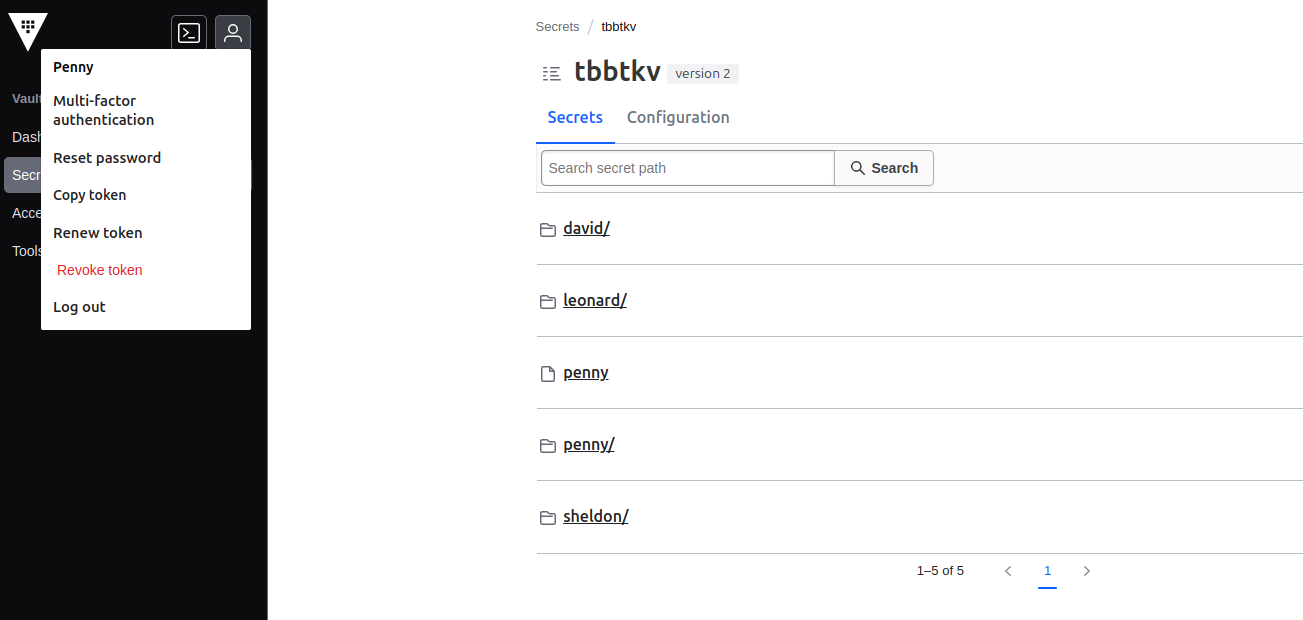 Secrets / tbbtkv
Penny
tbbtkv version 2
Vault
Multi-factor
authentication
Secrets Configuration
Dash
Reset password
Search secret path Search
Secr
Copy token
Acce
david/
Renew token
Tools
Revoke token
leonard/
Log out
penny
penny/
sheldon/
1–5 of 5 1